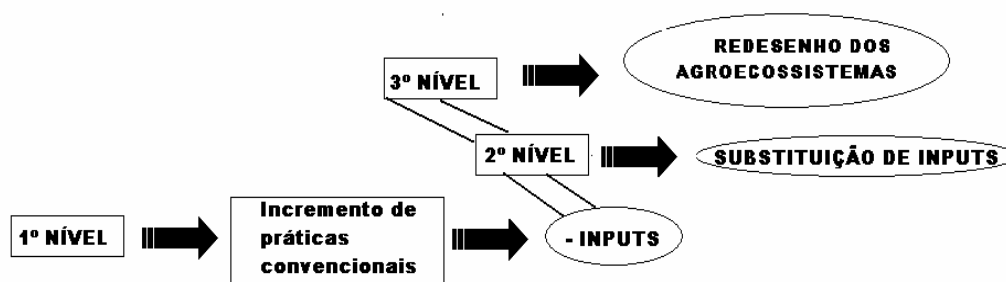 REDESENHO DOS
AGROECOSSISTEMAS
3º NÍVEL
2º NÍVEL
SUBSTITUIÇÃO DE INPUTS
1º NÍVEL
Incremento de
práticas
convencionais
- INPUTS